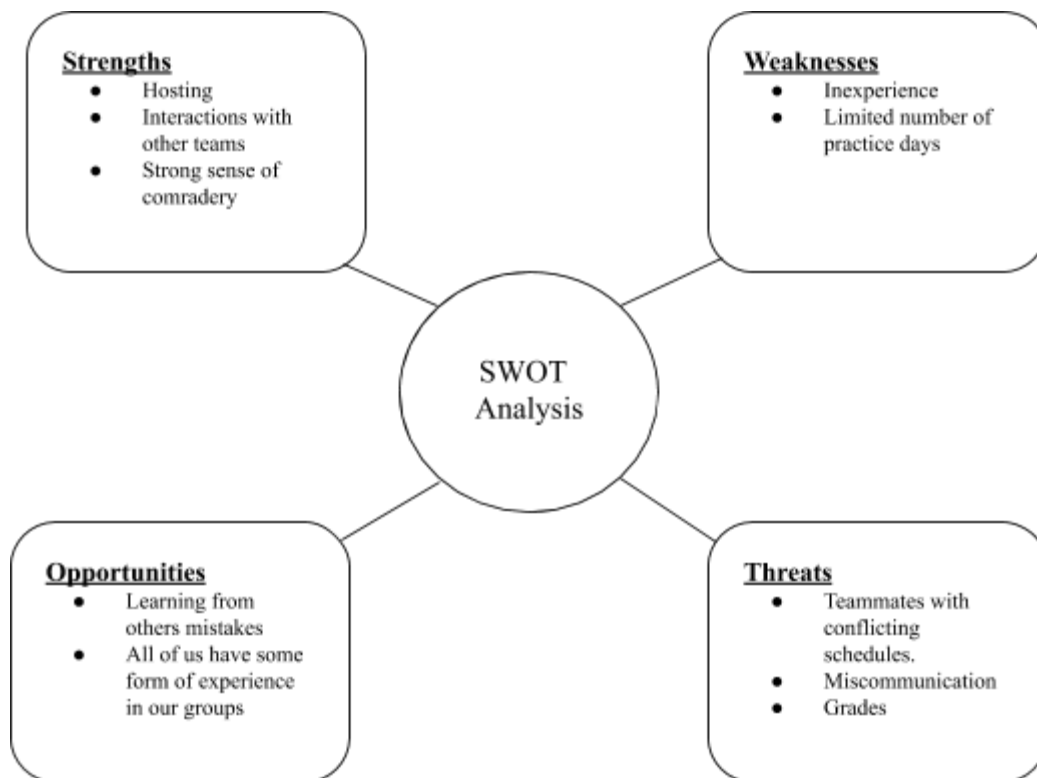 Strengths
● Hosting
● Interactions with
other teams
● Strong sense of
comradery
Weaknesses
● Inexperience
● Limited number of
practice days
SWOT
Analysis
Opportunities
● Learning from
others mistakes
● All of us have some
form of experience
in our groups
Threats
● Teammates with
conflicting
schedules.
● Miscommunication
● Grades